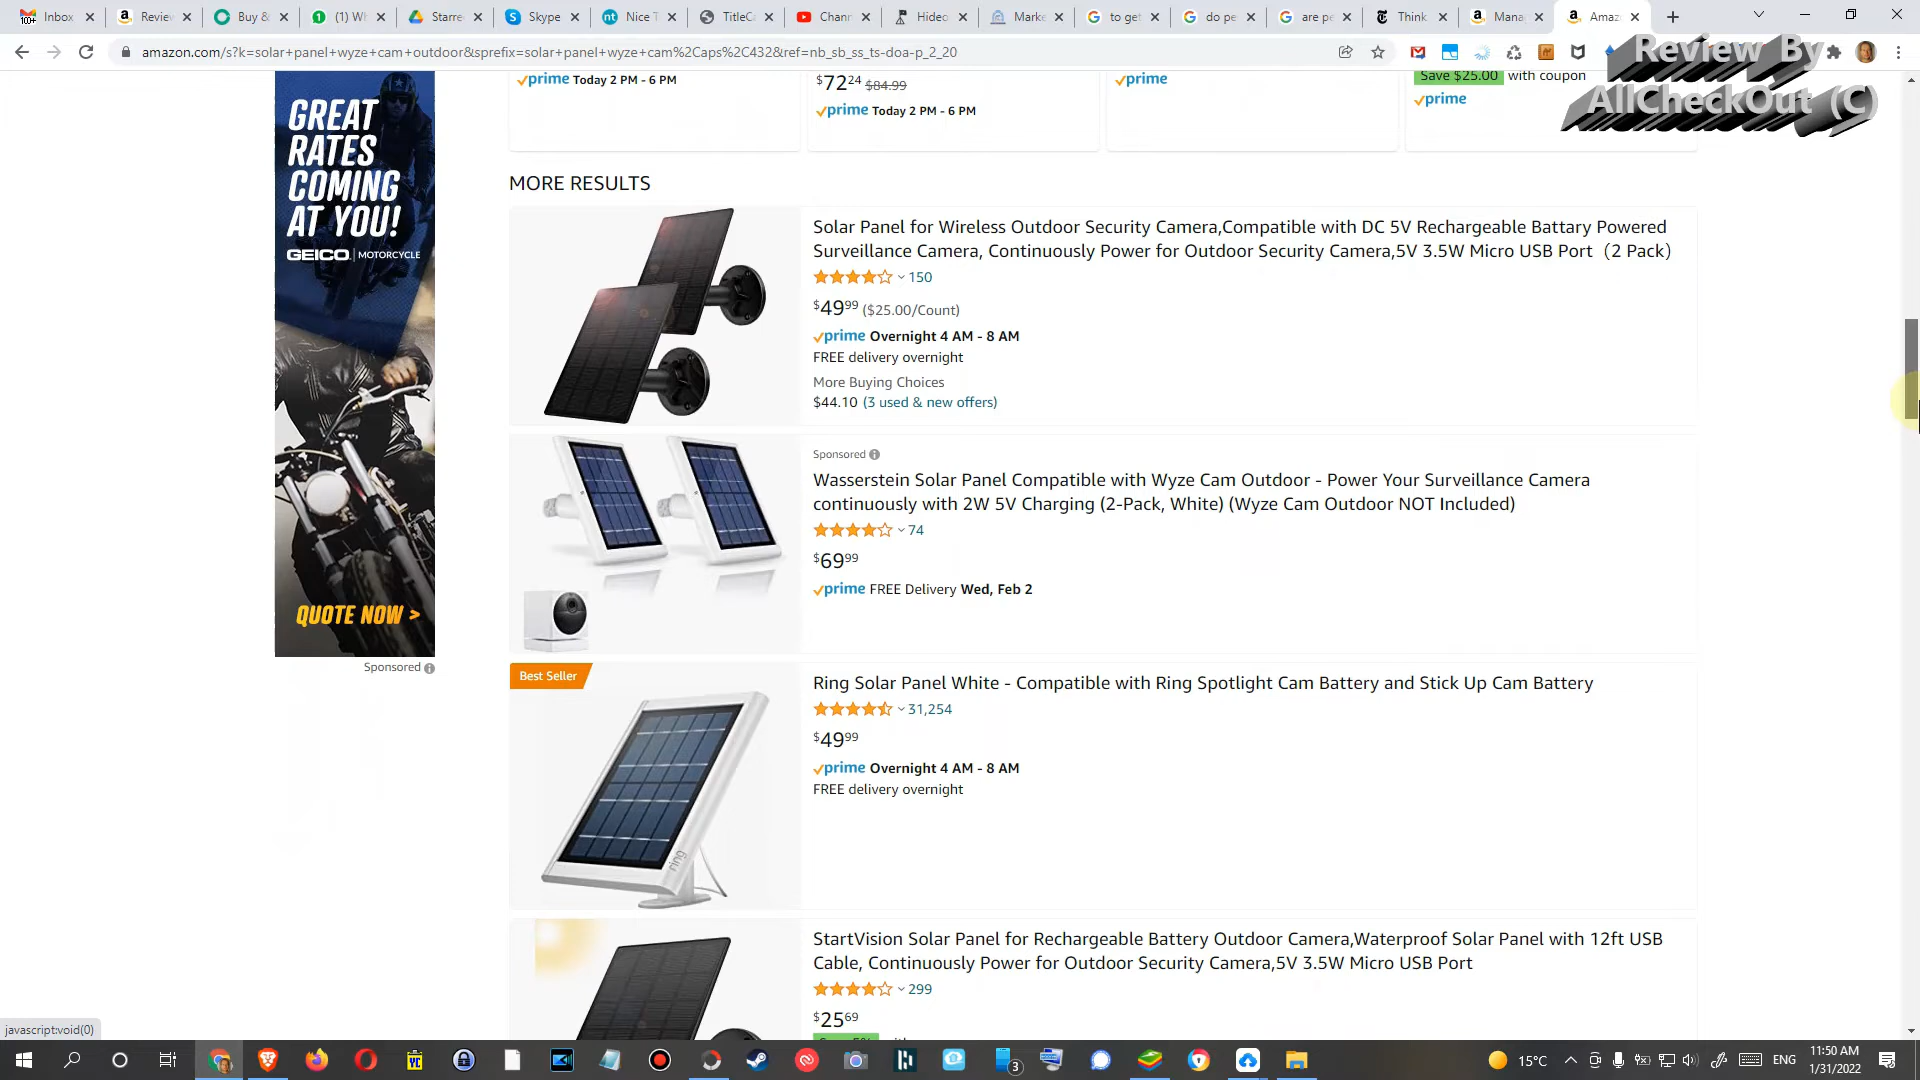 Inbox
Review
Buy &
(1) Wh
Starre
Skype
Nice T
TitleCa
Chann
Hideo
Marke
to get
do pe
are pe
Think
Mana
Amaz
amazon.com/s?k=solar+panel+wyze+cam+outdoor&sprefix=solar+panel+wyze+cam%2Caps%2C432&ref=nb_sb_ss_ts-doa-p_2_20
Review By
AllCheckOut (C)
GREAT
RATES
COMING
AT YOU!
GEICO | MOTORCYCLE
QUOTE NOW >
Sponsored
prime Today 2 PM - 6 PM
$72.24 $84.99
prime Today 2 PM - 6 PM
prime
Save $25.00 with coupon
prime
MORE RESULTS
Solar Panel for Wireless Outdoor Security Camera,Compatible with DC 5V Rechargeable Battary Powered
Surveillance Camera, Continuously Power for Outdoor Security Camera,5V 3.5W Micro USB Port（2 Pack）
150
$49.99 ($25.00/Count)
prime Overnight 4 AM - 8 AM
FREE delivery overnight
More Buying Choices
$44.10 (3 used & new offers)
Sponsored
Wasserstein Solar Panel Compatible with Wyze Cam Outdoor - Power Your Surveillance Camera
continuously with 2W 5V Charging (2-Pack, White) (Wyze Cam Outdoor NOT Included)
74
$69.99
prime FREE Delivery Wed, Feb 2
Best Seller
ring
Ring Solar Panel White - Compatible with Ring Spotlight Cam Battery and Stick Up Cam Battery
31,254
$49.99
prime Overnight 4 AM - 8 AM
FREE delivery overnight
StartVision Solar Panel for Rechargeable Battery Outdoor Camera,Waterproof Solar Panel with 12ft USB
Cable, Continuously Power for Outdoor Security Camera,5V 3.5W Micro USB Port
299
$25.69
javascript:void(0)
15°C
ENG
11:50 AM
1/31/2022